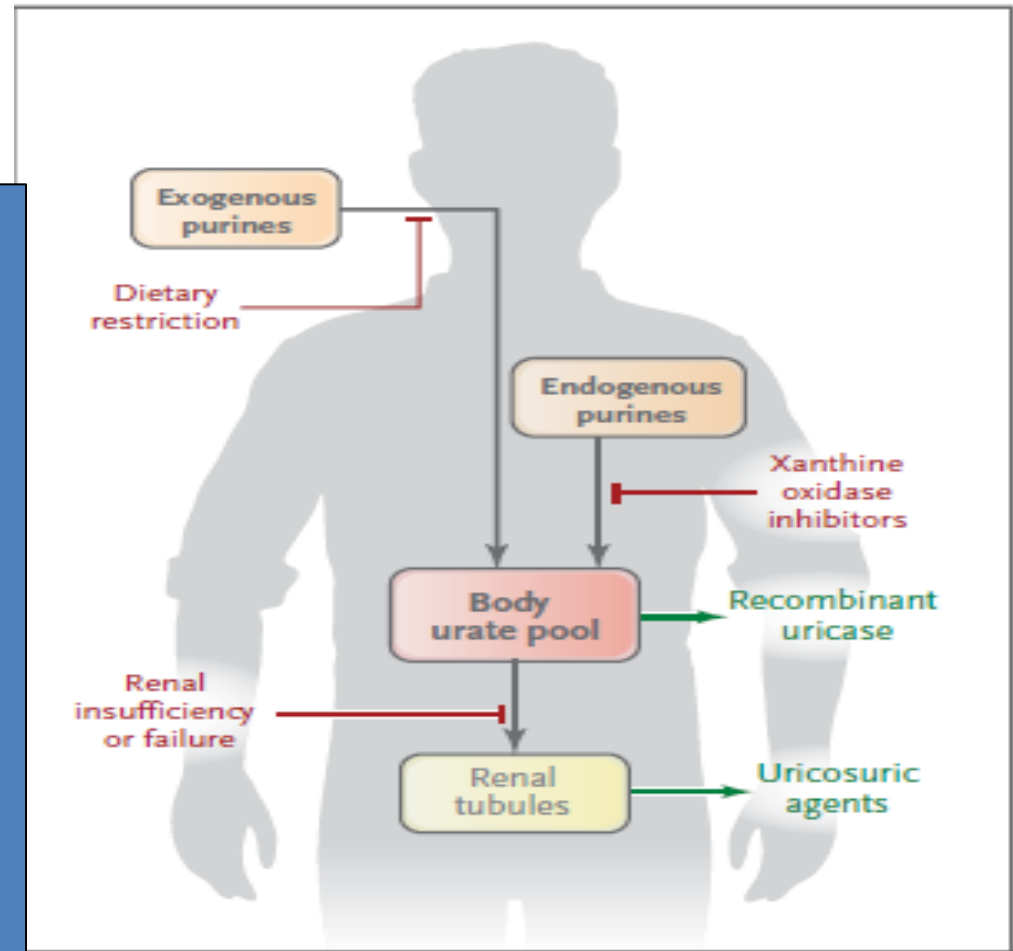 Exogenous
purines
Dietary
restriction
Endogenous
purines
Xanthine
oxidase
inhibitors
Body
urate pool
Recombinant
uricase
Renal
insufficiency
or failure
Renal
tubules
Uricosuric
agents